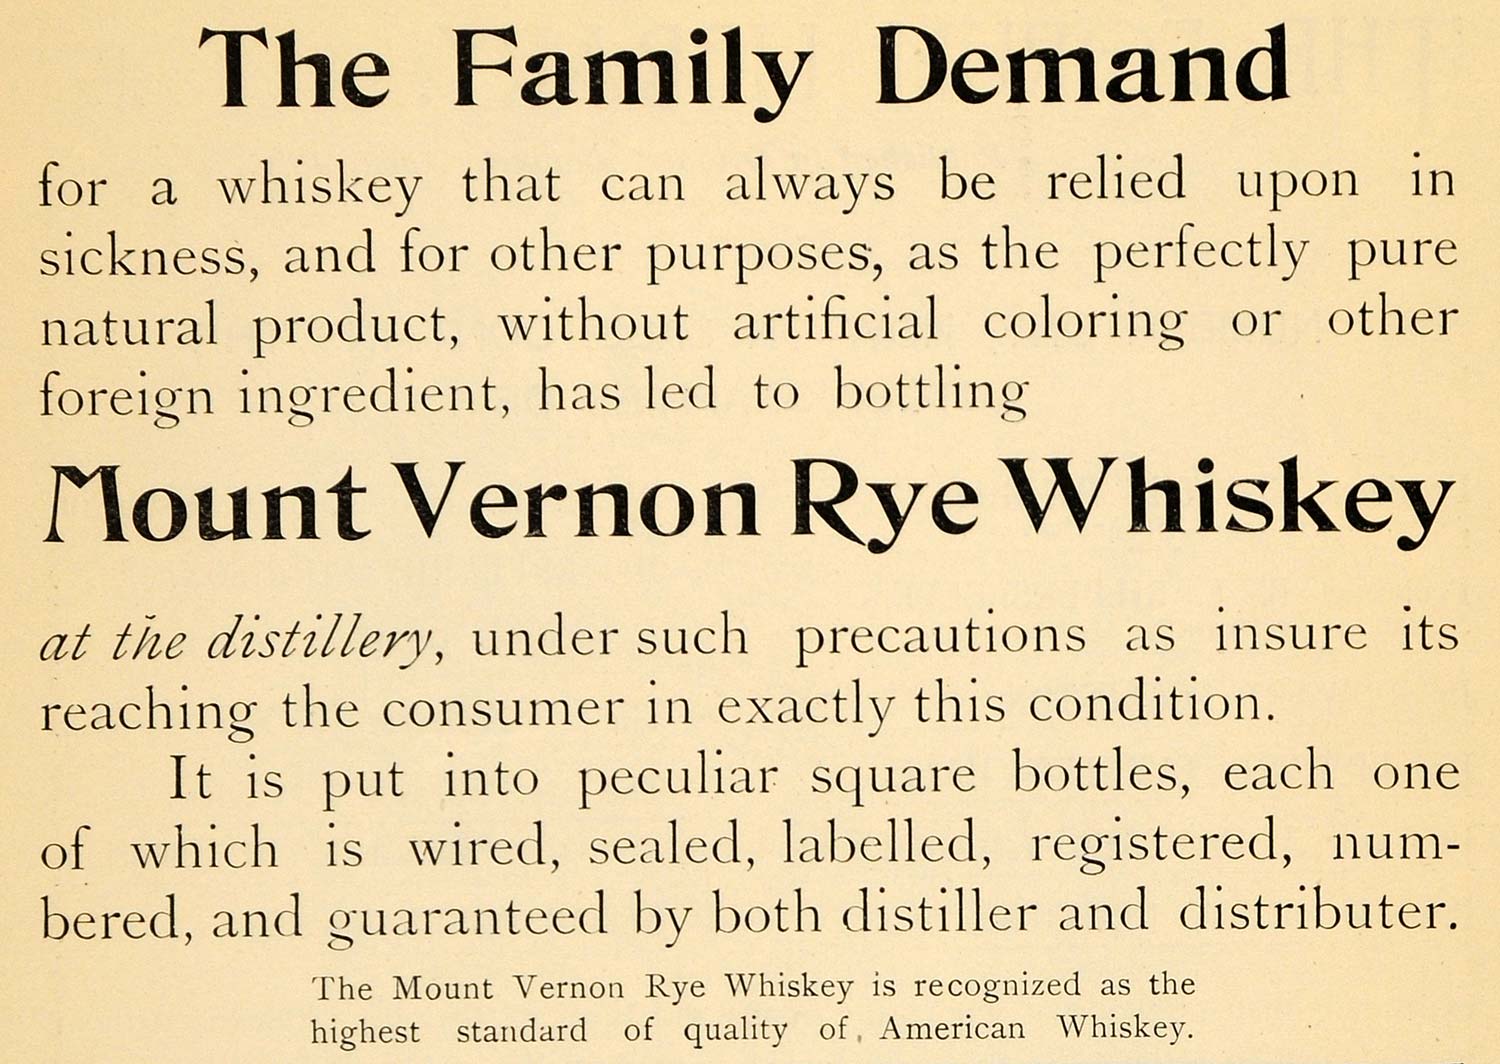 The Family Demand
for a whiskey that can always be relied upon in
sickness, and for other purposes, as the perfectly pure
natural product, without artificial coloring or other
foreign ingredient, has led to bottling
Mount Vernon Rye Whiskey
at the distillery, under such precautions as insure its
reaching the consumer in exactly this condition.
It is put into peculiar square bottles, each one
of which is wired, sealed, labelled, registered, num-
bered, and guaranteed by both distiller and distributer.
The Mount Vernon Rye Whiskey is recognized as the
highest standard of quality of American Whiskey.